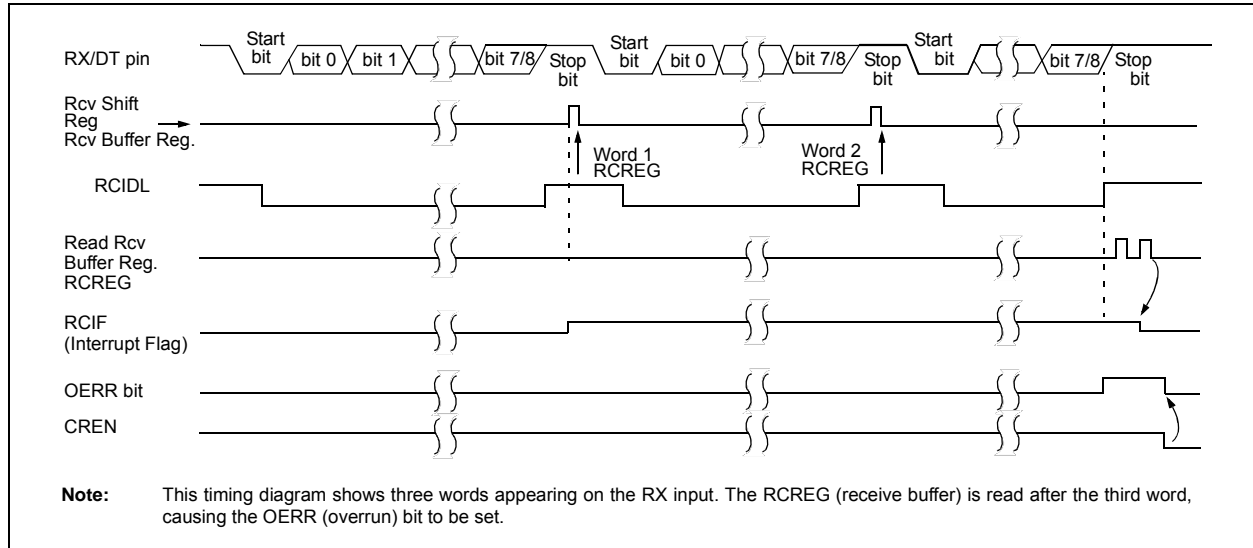 RX/DT pin
Start bit
bit 0
bit 1
bit 7/8
Stop bit
Start bit
bit 0
bit 7/8
Stop bit
Start bit
bit 7/8
Stop bit
Rcv Shift
Reg
Rcv Buffer Reg.
Word 1
RCREG
Word 2
RCREG
RCIDL
Read Rcv
Buffer Reg.
RCREG
RCIF
(Interrupt Flag)
OERR bit
CREN
Note: This timing diagram shows three words appearing on the RX input. The RCREG (receive buffer) is read after the third word,
causing the OERR (overrun) bit to be set.